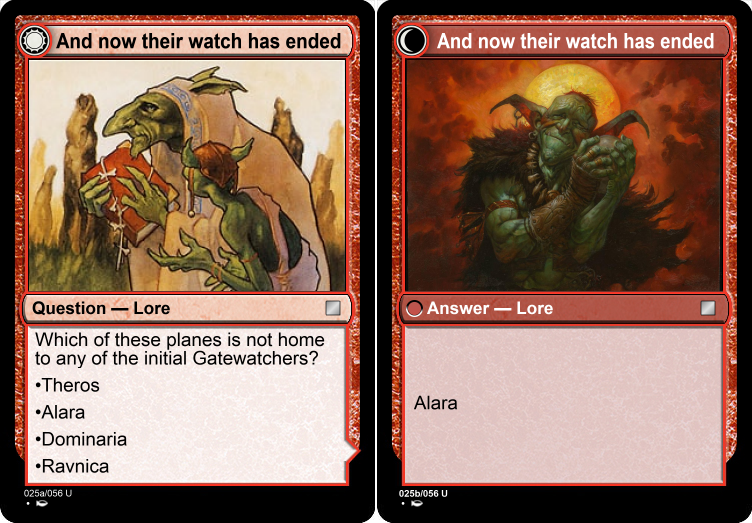 And now their watch has ended
Question — Lore
Which of these planes is not home
to any of the initial Gatewatchers?
•Theros
•Alara
•Dominaria
•Ravnica
025a/056 U
•
And now their watch has ended
Answer — Lore
Alara
025b/056 U
•